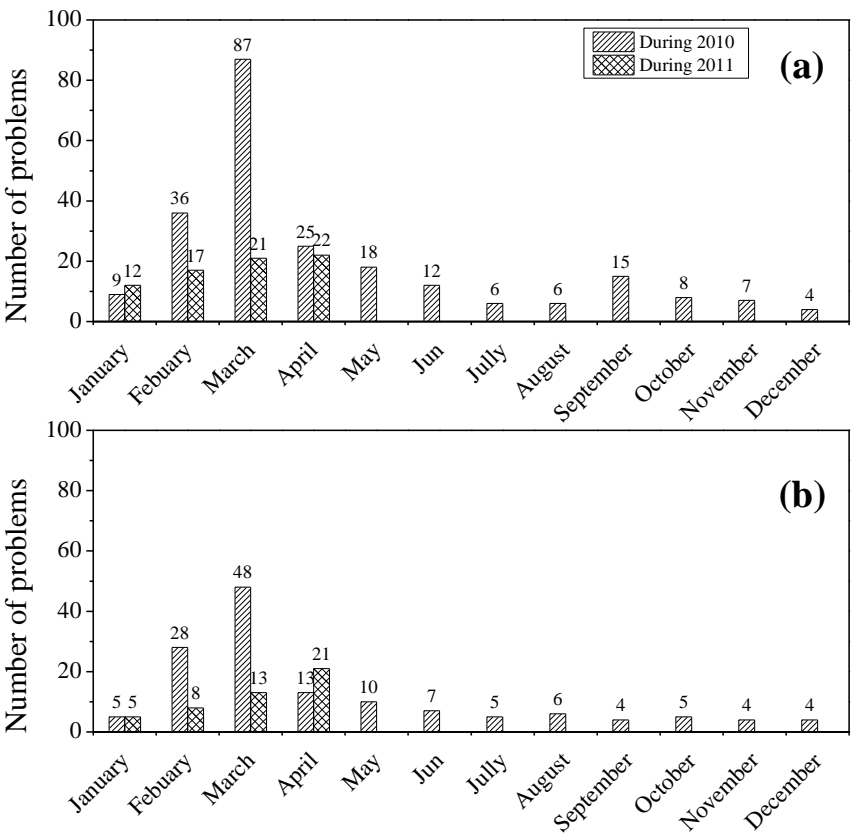 100
80
60
40
20
0
Number of problems
During 2010
During 2011
(a)
9 12
36 17
87 21
25 22
18
12
6
6
15
8
7
4
January
Febuary
March
April
May
Jun
Jully
August
September
October
November
December
100
80
60
40
20
0
Number of problems
(b)
5 5
28 8
48 13
13 21
10
7
5
6
4
5
4
4
January
Febuary
March
April
May
Jun
Jully
August
September
October
November
December